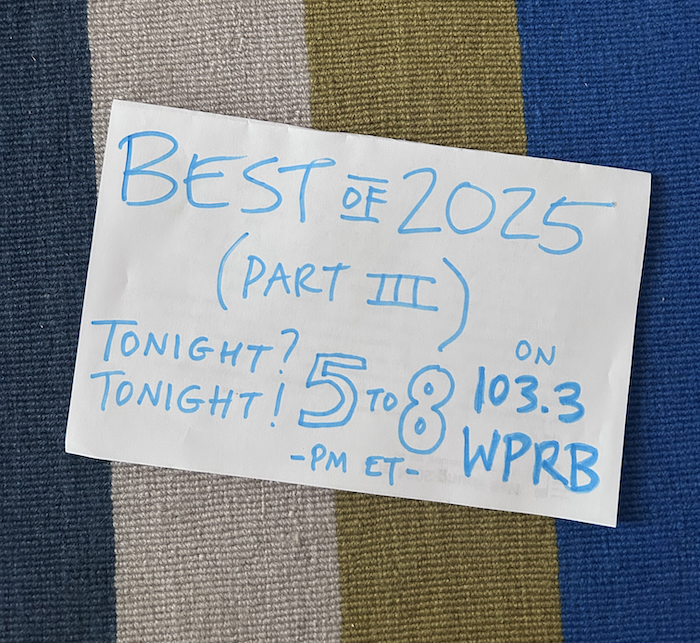 BEST OF 2025
(PART III)
TONIGHT?
TONIGHT! 5 TO 8
-PM ET-
ON
103.3
WPRB